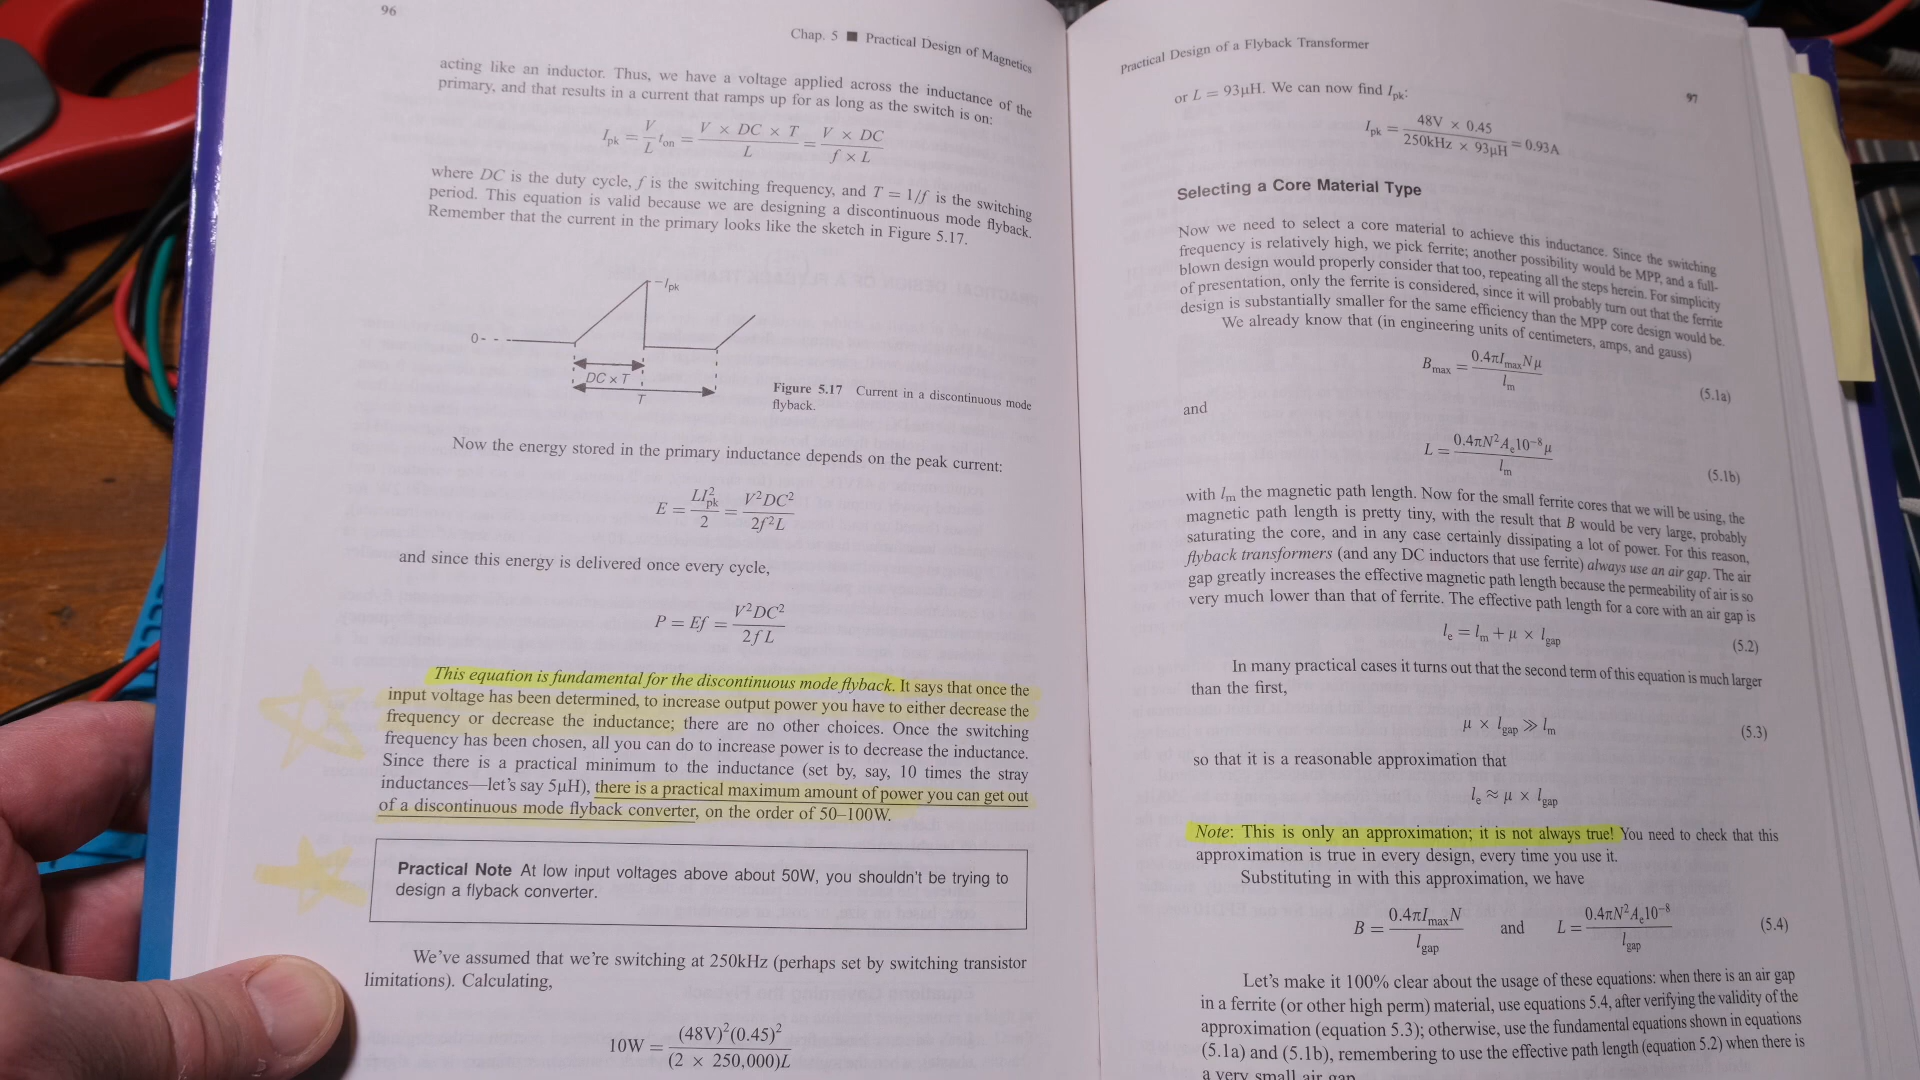 96
Chap. 5 ■ Practical Design of Magnetics
acting like an inductor. Thus, we have a voltage applied across the inductance of the
primary, and that results in a current that ramps up for as long as the switch is on:
I_pk = V/L t_on = (V × DC × T)/L = (V × DC)/(f × L)
where DC is the duty cycle, f is the switching frequency, and T = 1/f is the switching
period. This equation is valid because we are designing a discontinuous mode flyback.
Remember that the current in the primary looks like the sketch in Figure 5.17.
I_pk
0
DC × T
T
Figure 5.17 Current in a discontinuous mode
flyback.
Now the energy stored in the primary inductance depends on the peak current:
E = LI²_pk/2 = V²DC²/2f²L
and since this energy is delivered once every cycle,
P = Ef = V²DC²/2fL
This equation is fundamental for the discontinuous mode flyback. It says that once the
input voltage has been determined, to increase output power you have to either decrease the
frequency or decrease the inductance; there are no other choices. Once the switching
frequency has been chosen, all you can do to increase power is to decrease the inductance.
Since there is a practical minimum to the inductance (set by, say, 10 times the stray
inductances—let's say 5μH), there is a practical maximum amount of power you can get out
of a discontinuous mode flyback converter, on the order of 50–100W.
Practical Note At low input voltages above about 50W, you shouldn't be trying to
design a flyback converter.
We've assumed that we're switching at 250kHz (perhaps set by switching transistor
limitations). Calculating,
10W = (48V)²(0.45)²/(2 × 250,000)L
Practical Design of a Flyback Transformer
97
or L = 93μH. We can now find I_pk:
I_pk = (48V × 0.45)/(250kHz × 93μH) = 0.93A
Selecting a Core Material Type
Now we need to select a core material to achieve this inductance. Since the switching
frequency is relatively high, we pick ferrite; another possibility would be MPP, and a full-
blown design would properly consider that too, repeating all the steps herein. For simplicity
of presentation, only the ferrite is considered, since it will probably turn out that the ferrite
design is substantially smaller for the same efficiency than the MPP core design would be.
We already know that (in engineering units of centimeters, amps, and gauss)
B_max = 0.4πI_maxNμ/l_m
(5.1a)
and
L = 0.4πN²A_e10⁻⁸μ/l_m
(5.1b)
with l_m the magnetic path length. Now for the small ferrite cores that we will be using, the
magnetic path length is pretty tiny, with the result that B would be very large, probably
saturating the core, and in any case certainly dissipating a lot of power. For this reason,
flyback transformers (and any DC inductors that use ferrite) always use an air gap. The air
gap greatly increases the effective magnetic path length because the permeability of air is so
very much lower than that of ferrite. The effective path length for a core with an air gap is
l_e = l_m + μ × l_gap
(5.2)
In many practical cases it turns out that the second term of this equation is much larger
than the first,
μ × l_gap ≫ l_m
(5.3)
so that it is a reasonable approximation that
l_e ≈ μ × l_gap
Note: This is only an approximation; it is not always true! You need to check that this
approximation is true in every design, every time you use it.
Substituting in with this approximation, we have
B = 0.4πI_maxN/l_gap and L = 0.4πN²A_e10⁻⁸/l_gap (5.4)
Let's make it 100% clear about the usage of these equations: when there is an air gap
in a ferrite (or other high perm) material, use equations 5.4, after verifying the validity of the
approximation (equation 5.3); otherwise, use the fundamental equations shown in equations
(5.1a) and (5.1b), remembering to use the effective path length (equation 5.2) when there is
a very small air gap